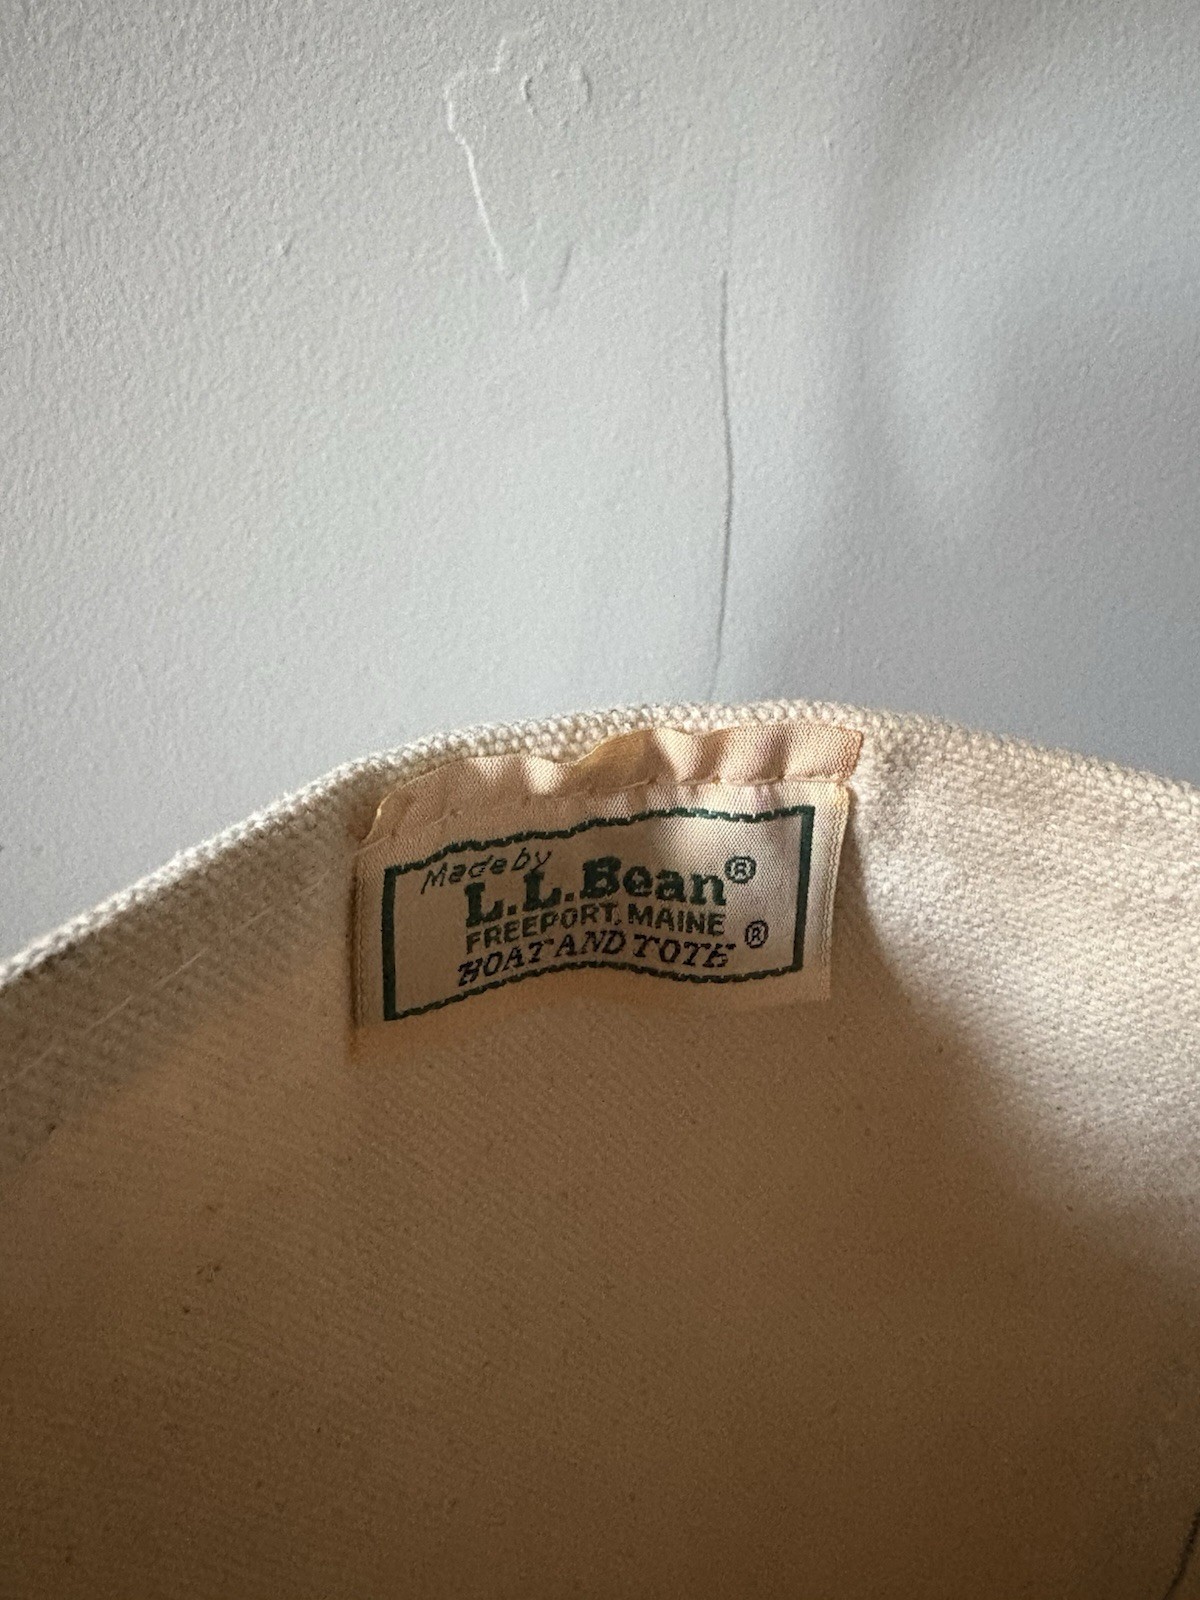 Made by
L.L.Bean®
FREEPORT, MAINE
BOAT AND TOTE ®